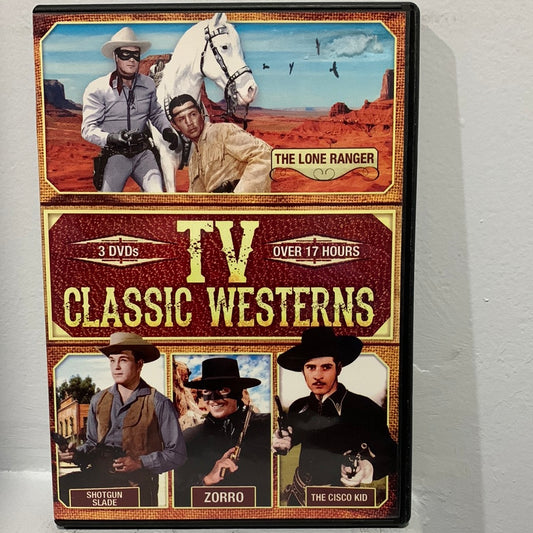 THE LONE RANGER
3 DVDs
TV
OVER 17 HOURS
CLASSIC WESTERNS
SHOTGUN
SLADE
ZORRO
THE CISCO KID